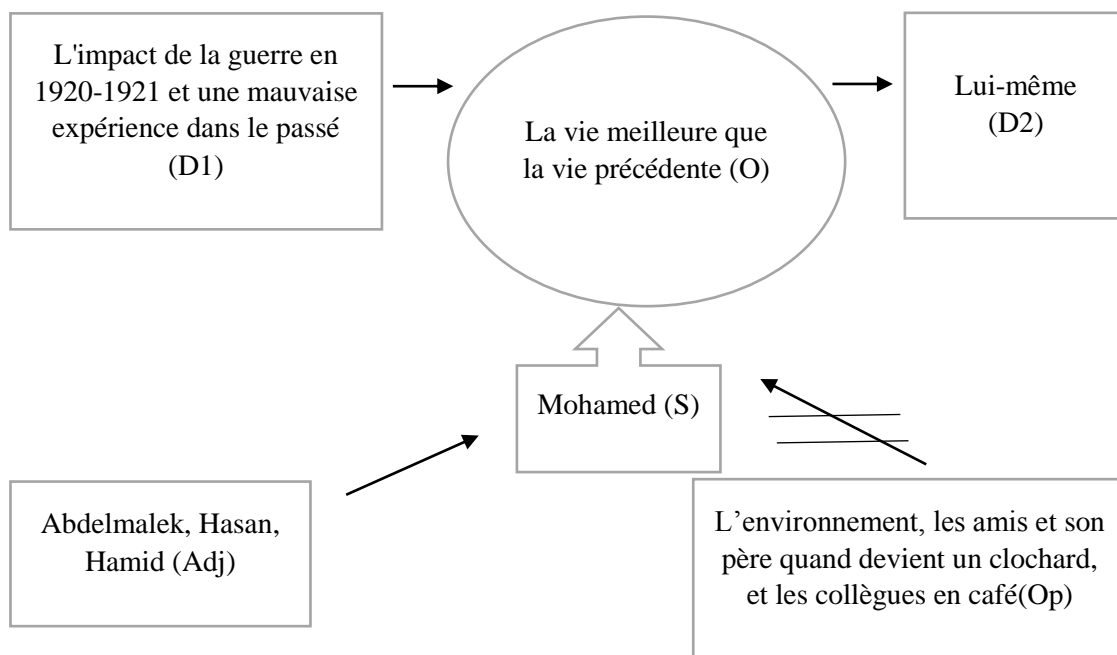 L'impact de la guerre en
1920-1921 et une mauvaise
expérience dans le passé
(D1)
La vie meilleure que
la vie précédente (O)
Lui-même
(D2)
Mohamed (S)
Abdelmalek, Hasan,
Hamid (Adj)
L’environnement, les amis et son
père quand devient un clochard,
et les collègues en café(Op)